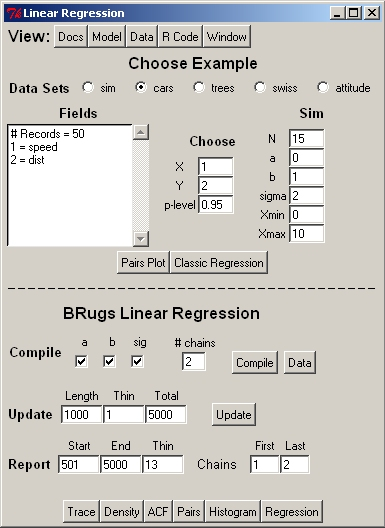 Linear Regression
View: Docs Model Data R Code Window
Choose Example
Data Sets sim cars trees swiss attitude
Fields
# Records = 50
1 = speed
2 = dist
Choose
X 1
Y 2
p-level 0.95
Sim
N 15
a 0
b 1
sigma 2
Xmin 0
Xmax 10
Pairs Plot Classic Regression
BRugs Linear Regression
a b sig # chains
Compile 2 Compile Data
Length Thin Total
Update 1000 1 5000 Update
Start End Thin First Last
Report 501 5000 13 Chains 1 2
Trace Density ACF Pairs Histogram Regression